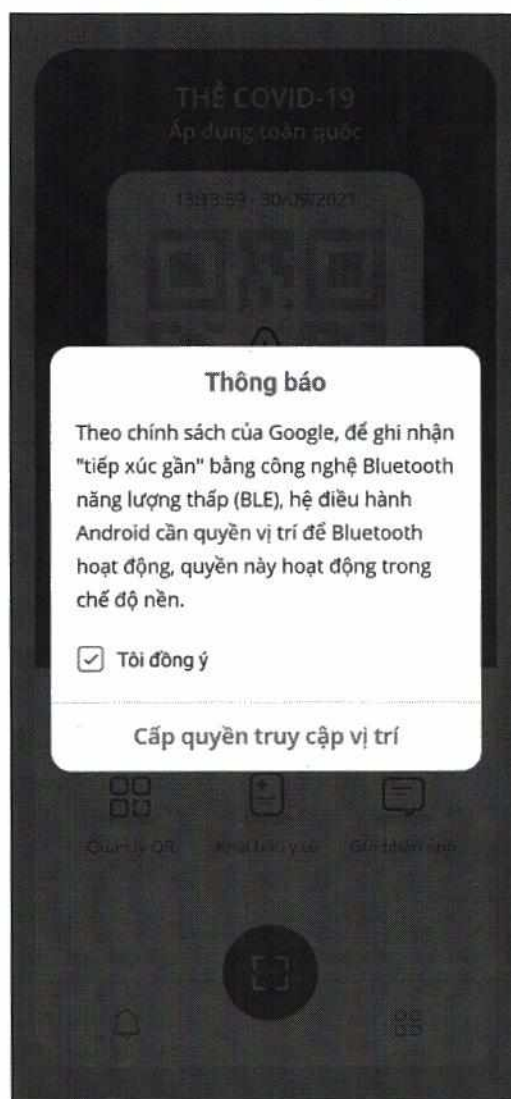 THẺ COVID-19
Áp dụng toàn quốc
Thông báo
Theo chính sách của Google, để ghi nhận
"tiếp xúc gần" bằng công nghệ Bluetooth
năng lượng thấp (BLE), hệ điều hành
Android cần quyền vị trí để Bluetooth
hoạt động, quyền này hoạt động trong
chế độ nền.
Tôi đồng ý
Cấp quyền truy cập vị trí